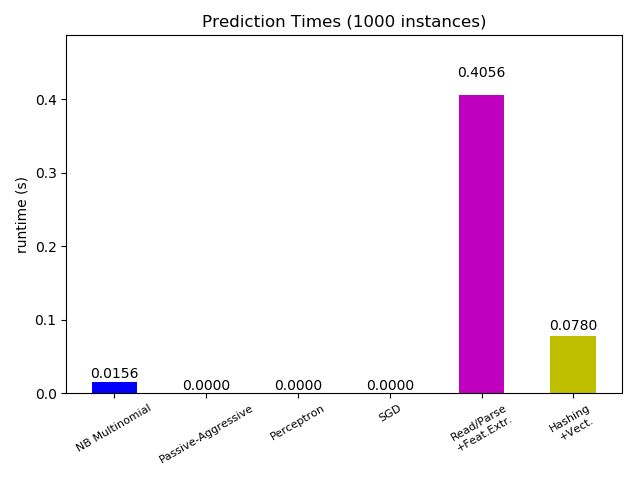 Prediction Times (1000 instances)
0.4056
0.4
0.3
runtime (s)
0.2
0.1
0.0780
0.0156
0.0000
0.0000
0.0000
0.0
NB Multinomial
Passive-Aggressive
Perceptron
SGD
Read/Parse
+Feat.Extr.
Hashing
+Vect.